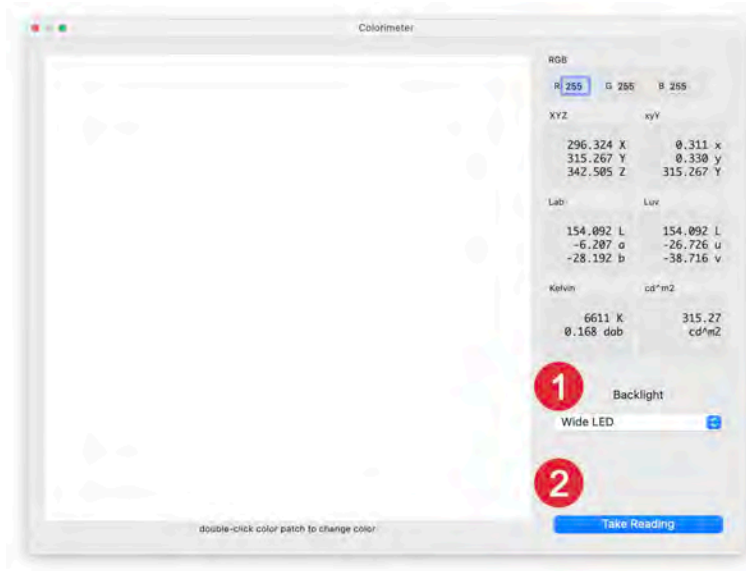 Colorimeter
RGB
R 255 G 255 B 255
XYZ xyY
296.324 X 0.311 x
315.267 Y 0.330 y
342.505 Z 315.267 Y
Lab Luv
154.092 L 154.092 L
-6.207 a -26.726 u
-28.192 b -38.716 v
Kelvin cd^m2
6611 K 315.27
0.168 dab cd^m2
1
Backlight
Wide LED
2
Take Reading
double-click color patch to change color